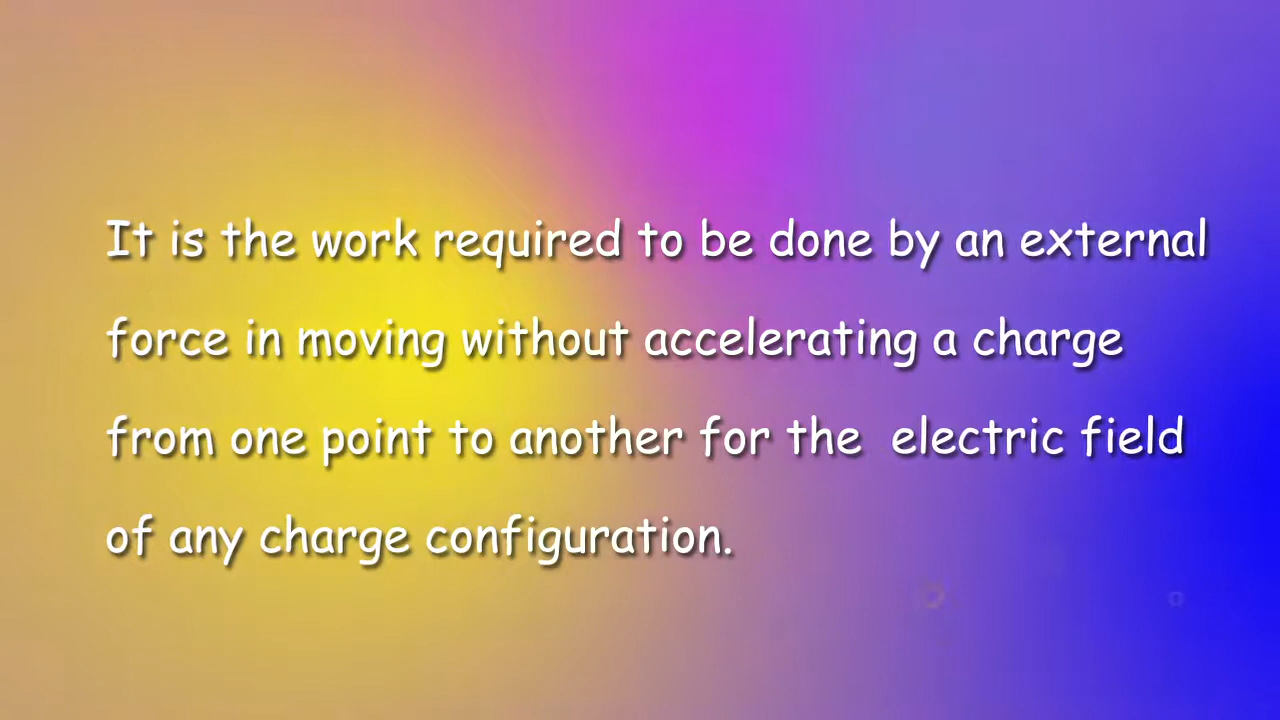 It is the work required to be done by an external
force in moving without accelerating a charge
from one point to another for the  electric field
of any charge configuration.